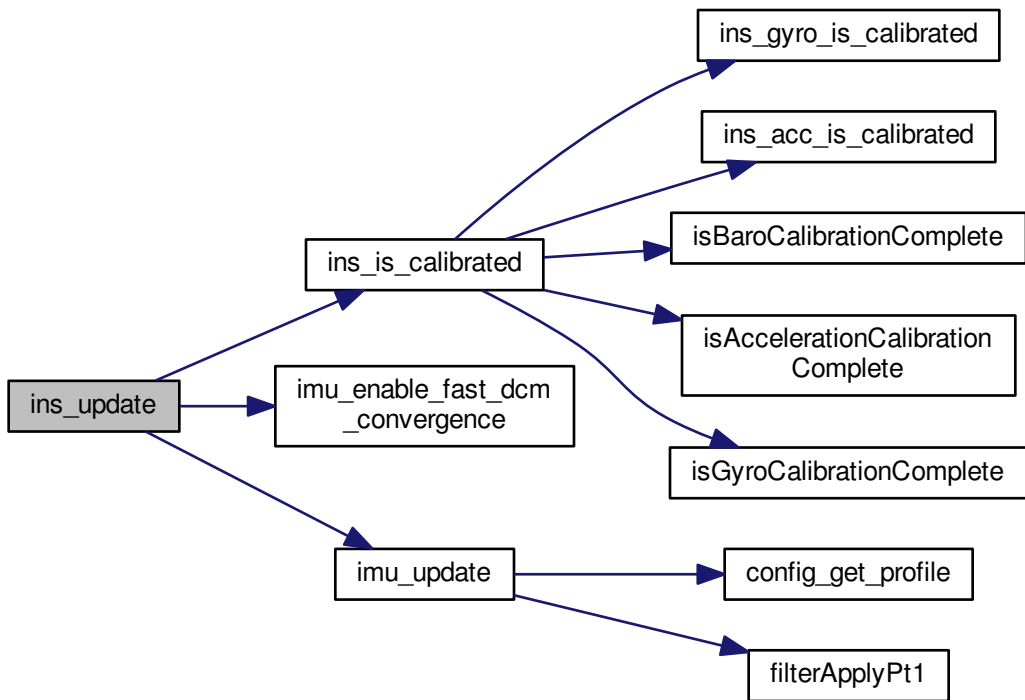 ins_gyro_is_calibrated
ins_acc_is_calibrated
isBaroCalibrationComplete
ins_is_calibrated
isAccelerationCalibration
Complete
ins_update
imu_enable_fast_dcm
_convergence
isGyroCalibrationComplete
imu_update
config_get_profile
filterApplyPt1